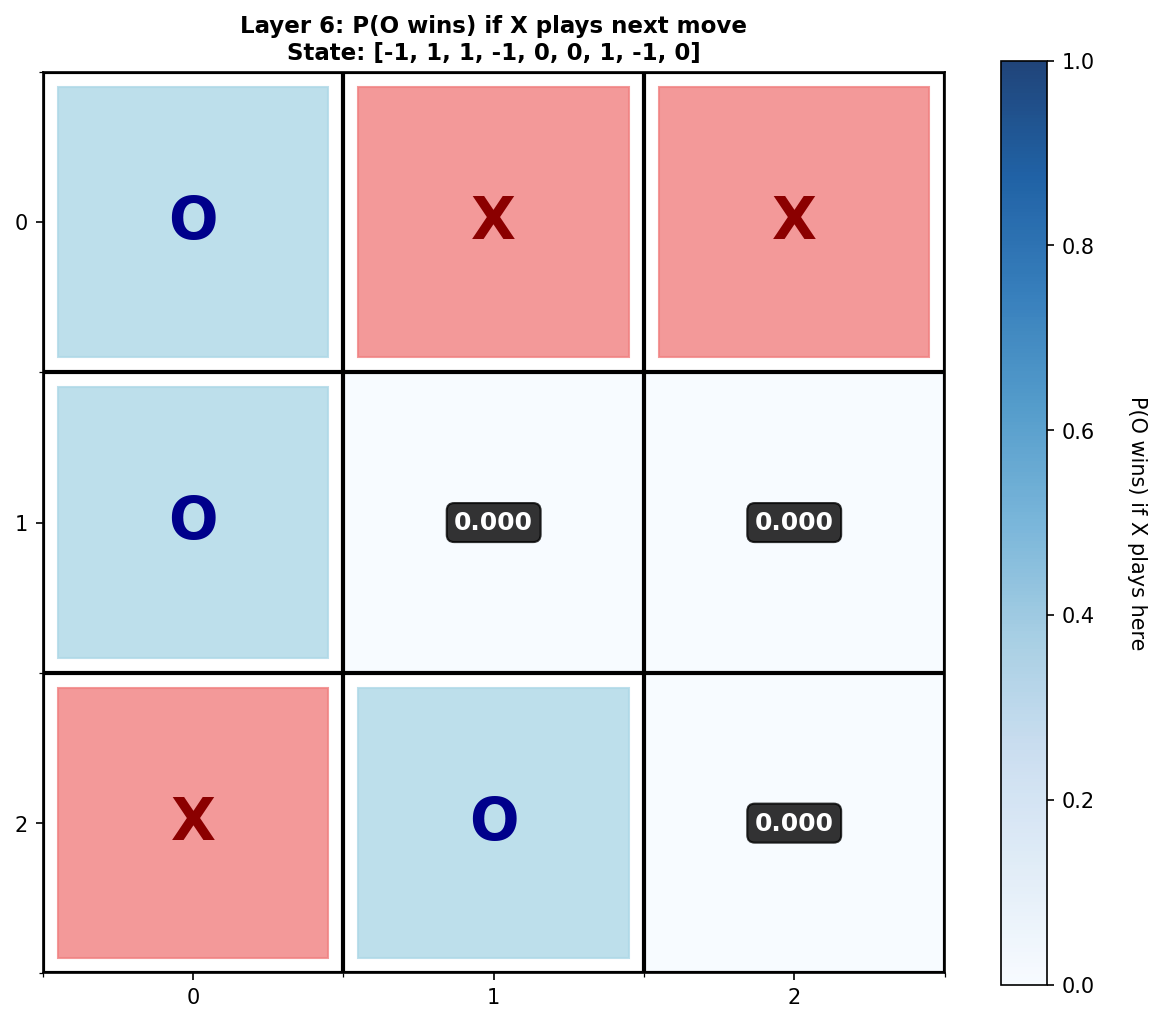 Layer 6: P(O wins) if X plays next move
State: [-1, 1, 1, -1, 0, 0, 1, -1, 0]
0
O
X
X
1
O
0.000
0.000
2
X
O
0.000
0
1
2
1.0
0.8
0.6
0.4
0.2
0.0
P(O wins) if X plays here